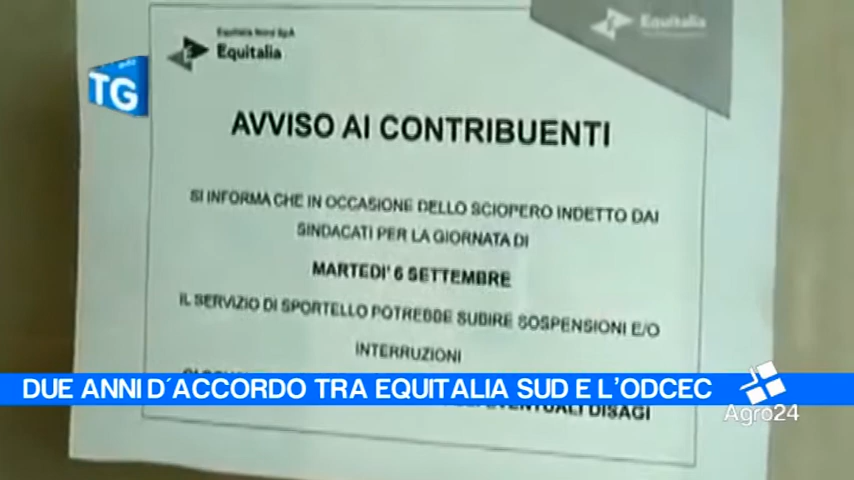 Equitalia Nord SpA
Equitalia
Equitalia
TG
AVVISO AI CONTRIBUENTI
SI INFORMA CHE IN OCCASIONE DELLO SCIOPERO INDETTO DAI
SINDACATI PER LA GIORNATA DI
MARTEDI' 6 SETTEMBRE
IL SERVIZIO DI SPORTELLO POTREBBE SUBIRE SOSPENSIONI E/O
INTERRUZIONI
DUE ANNI D´ACCORDO TRA EQUITALIA SUD E L'ODCEC
EVENTUALI DISAGI
Agro24